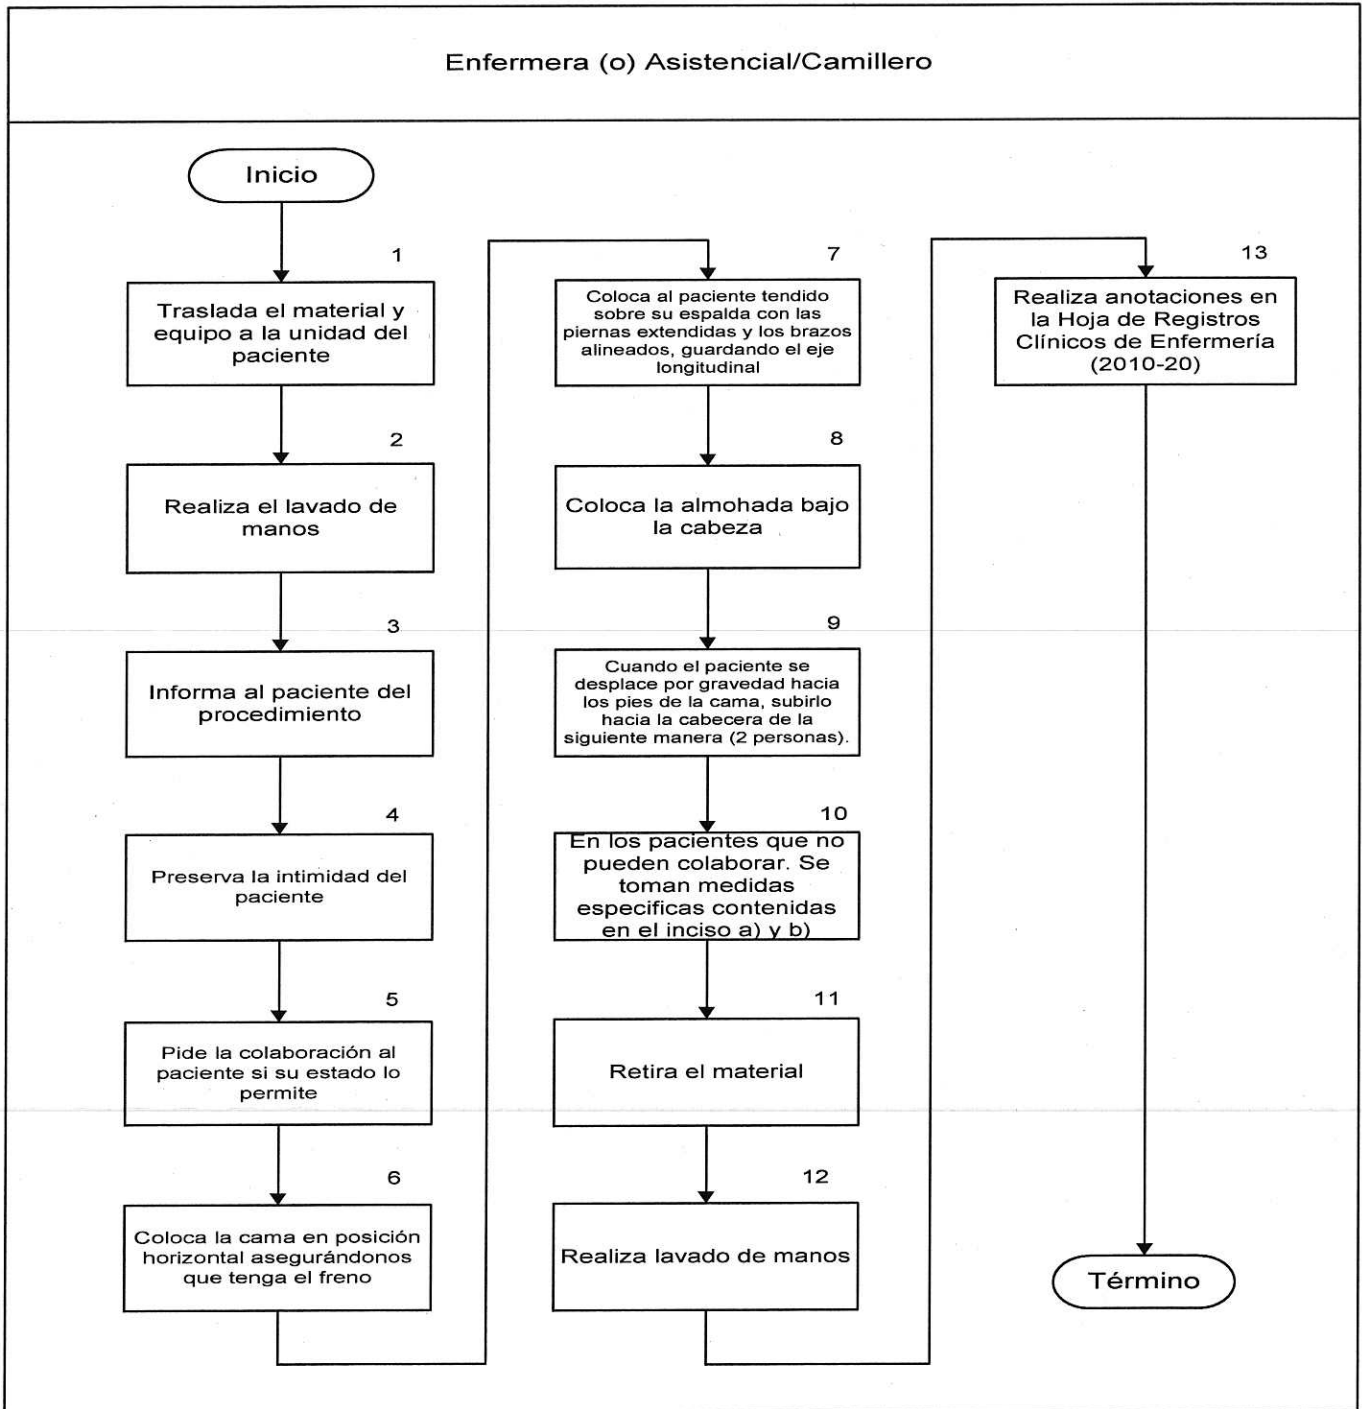 Enfermera (o) Asistencial/Camillero
Inicio
1
Traslada el material y
equipo a la unidad del
paciente
2
Realiza el lavado de
manos
3
Informa al paciente del
procedimiento
4
Preserva la intimidad del
paciente
5
Pide la colaboración al
paciente si su estado lo
permite
6
Coloca la cama en posición
horizontal asegurándonos
que tenga el freno
7
Coloca al paciente tendido
sobre su espalda con las
piernas extendidas y los brazos
alineados, guardando el eje
longitudinal
8
Coloca la almohada bajo
la cabeza
9
Cuando el paciente se
desplace por gravedad hacia
los pies de la cama, subirlo
hacia la cabecera de la
siguiente manera (2 personas).
10
En los pacientes que no
pueden colaborar. Se
toman medidas
especificas contenidas
en el inciso a) y b)
11
Retira el material
12
Realiza lavado de manos
13
Realiza anotaciones en
la Hoja de Registros
Clínicos de Enfermería
(2010-20)
Término